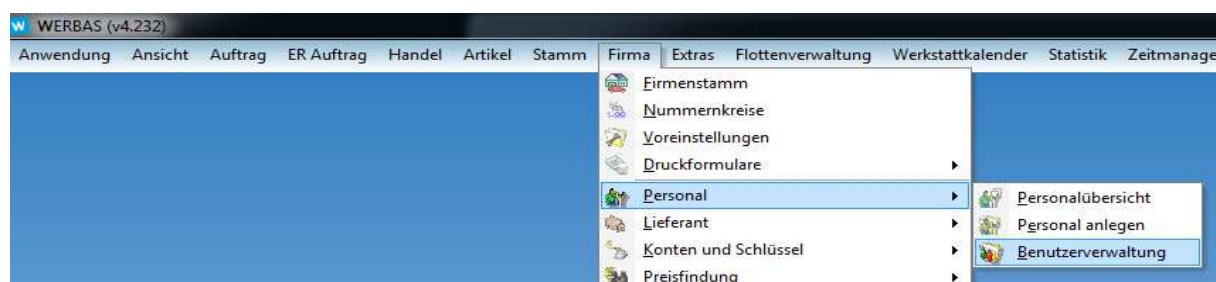 W WERBAS (v4.232)
Anwendung Ansicht Auftrag ER Auftrag Handel Artikel Stamm Firma Extras Flottenverwaltung Werkstattkalender Statistik Zeitmanage
Firmenstamm
Nummernkreise
Voreinstellungen
Druckformulare
Personal
Personalübersicht
Lieferant
Personal anlegen
Konten und Schlüssel
Benutzerverwaltung
Preisfindung